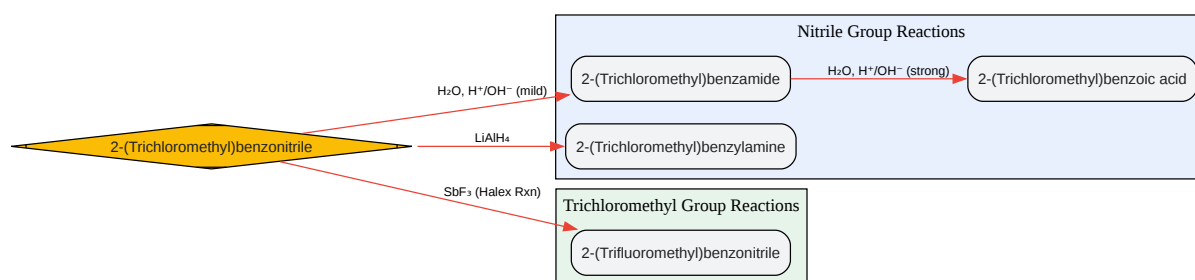 Nitrile Group Reactions
2-(Trichloromethyl)benzamide
H₂O, H⁺/OH⁻ (strong)
2-(Trichloromethyl)benzoic acid
H₂O, H⁺/OH⁻ (mild)
2-(Trichloromethyl)benzonitrile
LiAlH₄
2-(Trichloromethyl)benzylamine
SbF₃ (Halex Rxn)
Trichloromethyl Group Reactions
2-(Trifluoromethyl)benzonitrile